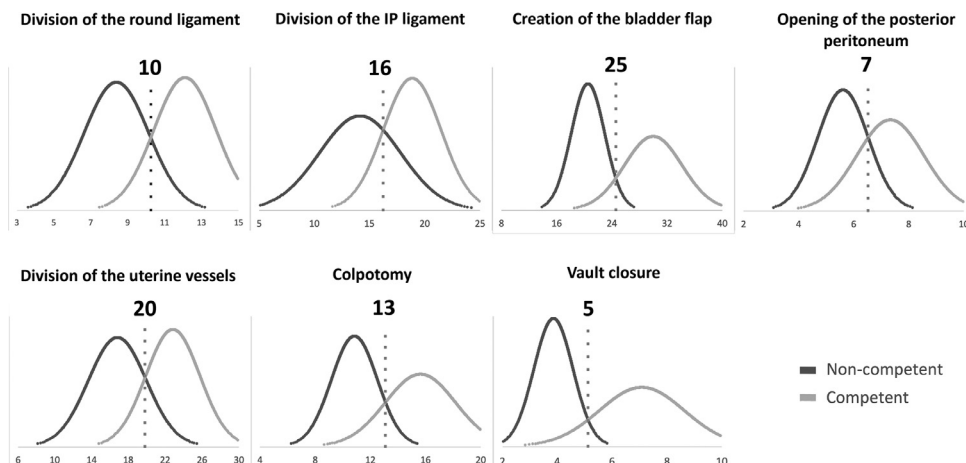 Division of the round ligament
10
3 5 7 9 11 13 15
Division of the IP ligament
16
5 10 15 20 25
Creation of the bladder flap
25
8 16 24 32 40
Opening of the posterior
peritoneum
7
2 4 6 8 10
Division of the uterine vessels
20
6 10 14 18 22 26 30
Colpotomy
13
4 8 12 16 20
Vault closure
5
2 4 6 8 10
Non-competent
Competent